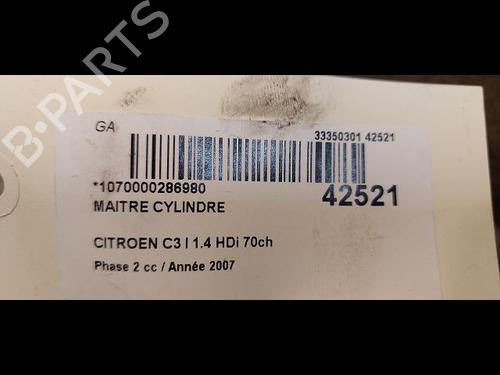 B-PARTS
GA
33350301 42521
*1070000286980
42521
MAITRE CYLINDRE
CITROEN C3 I 1.4 HDi 70ch
Phase 2 cc / Année 2007